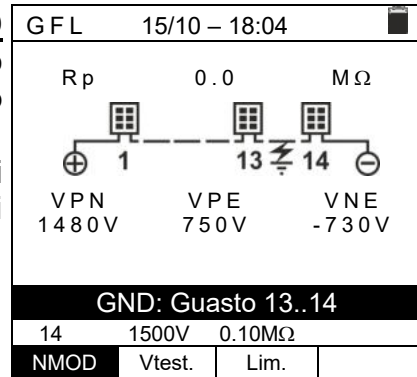 GFL 15/10 – 18:04
Rp 0.0 MΩ
1 13 14
VPN VPE VNE
1480V 750V -730V
GND: Guasto 13..14
14 1500V 0.10MΩ
NMOD Vtest. Lim.